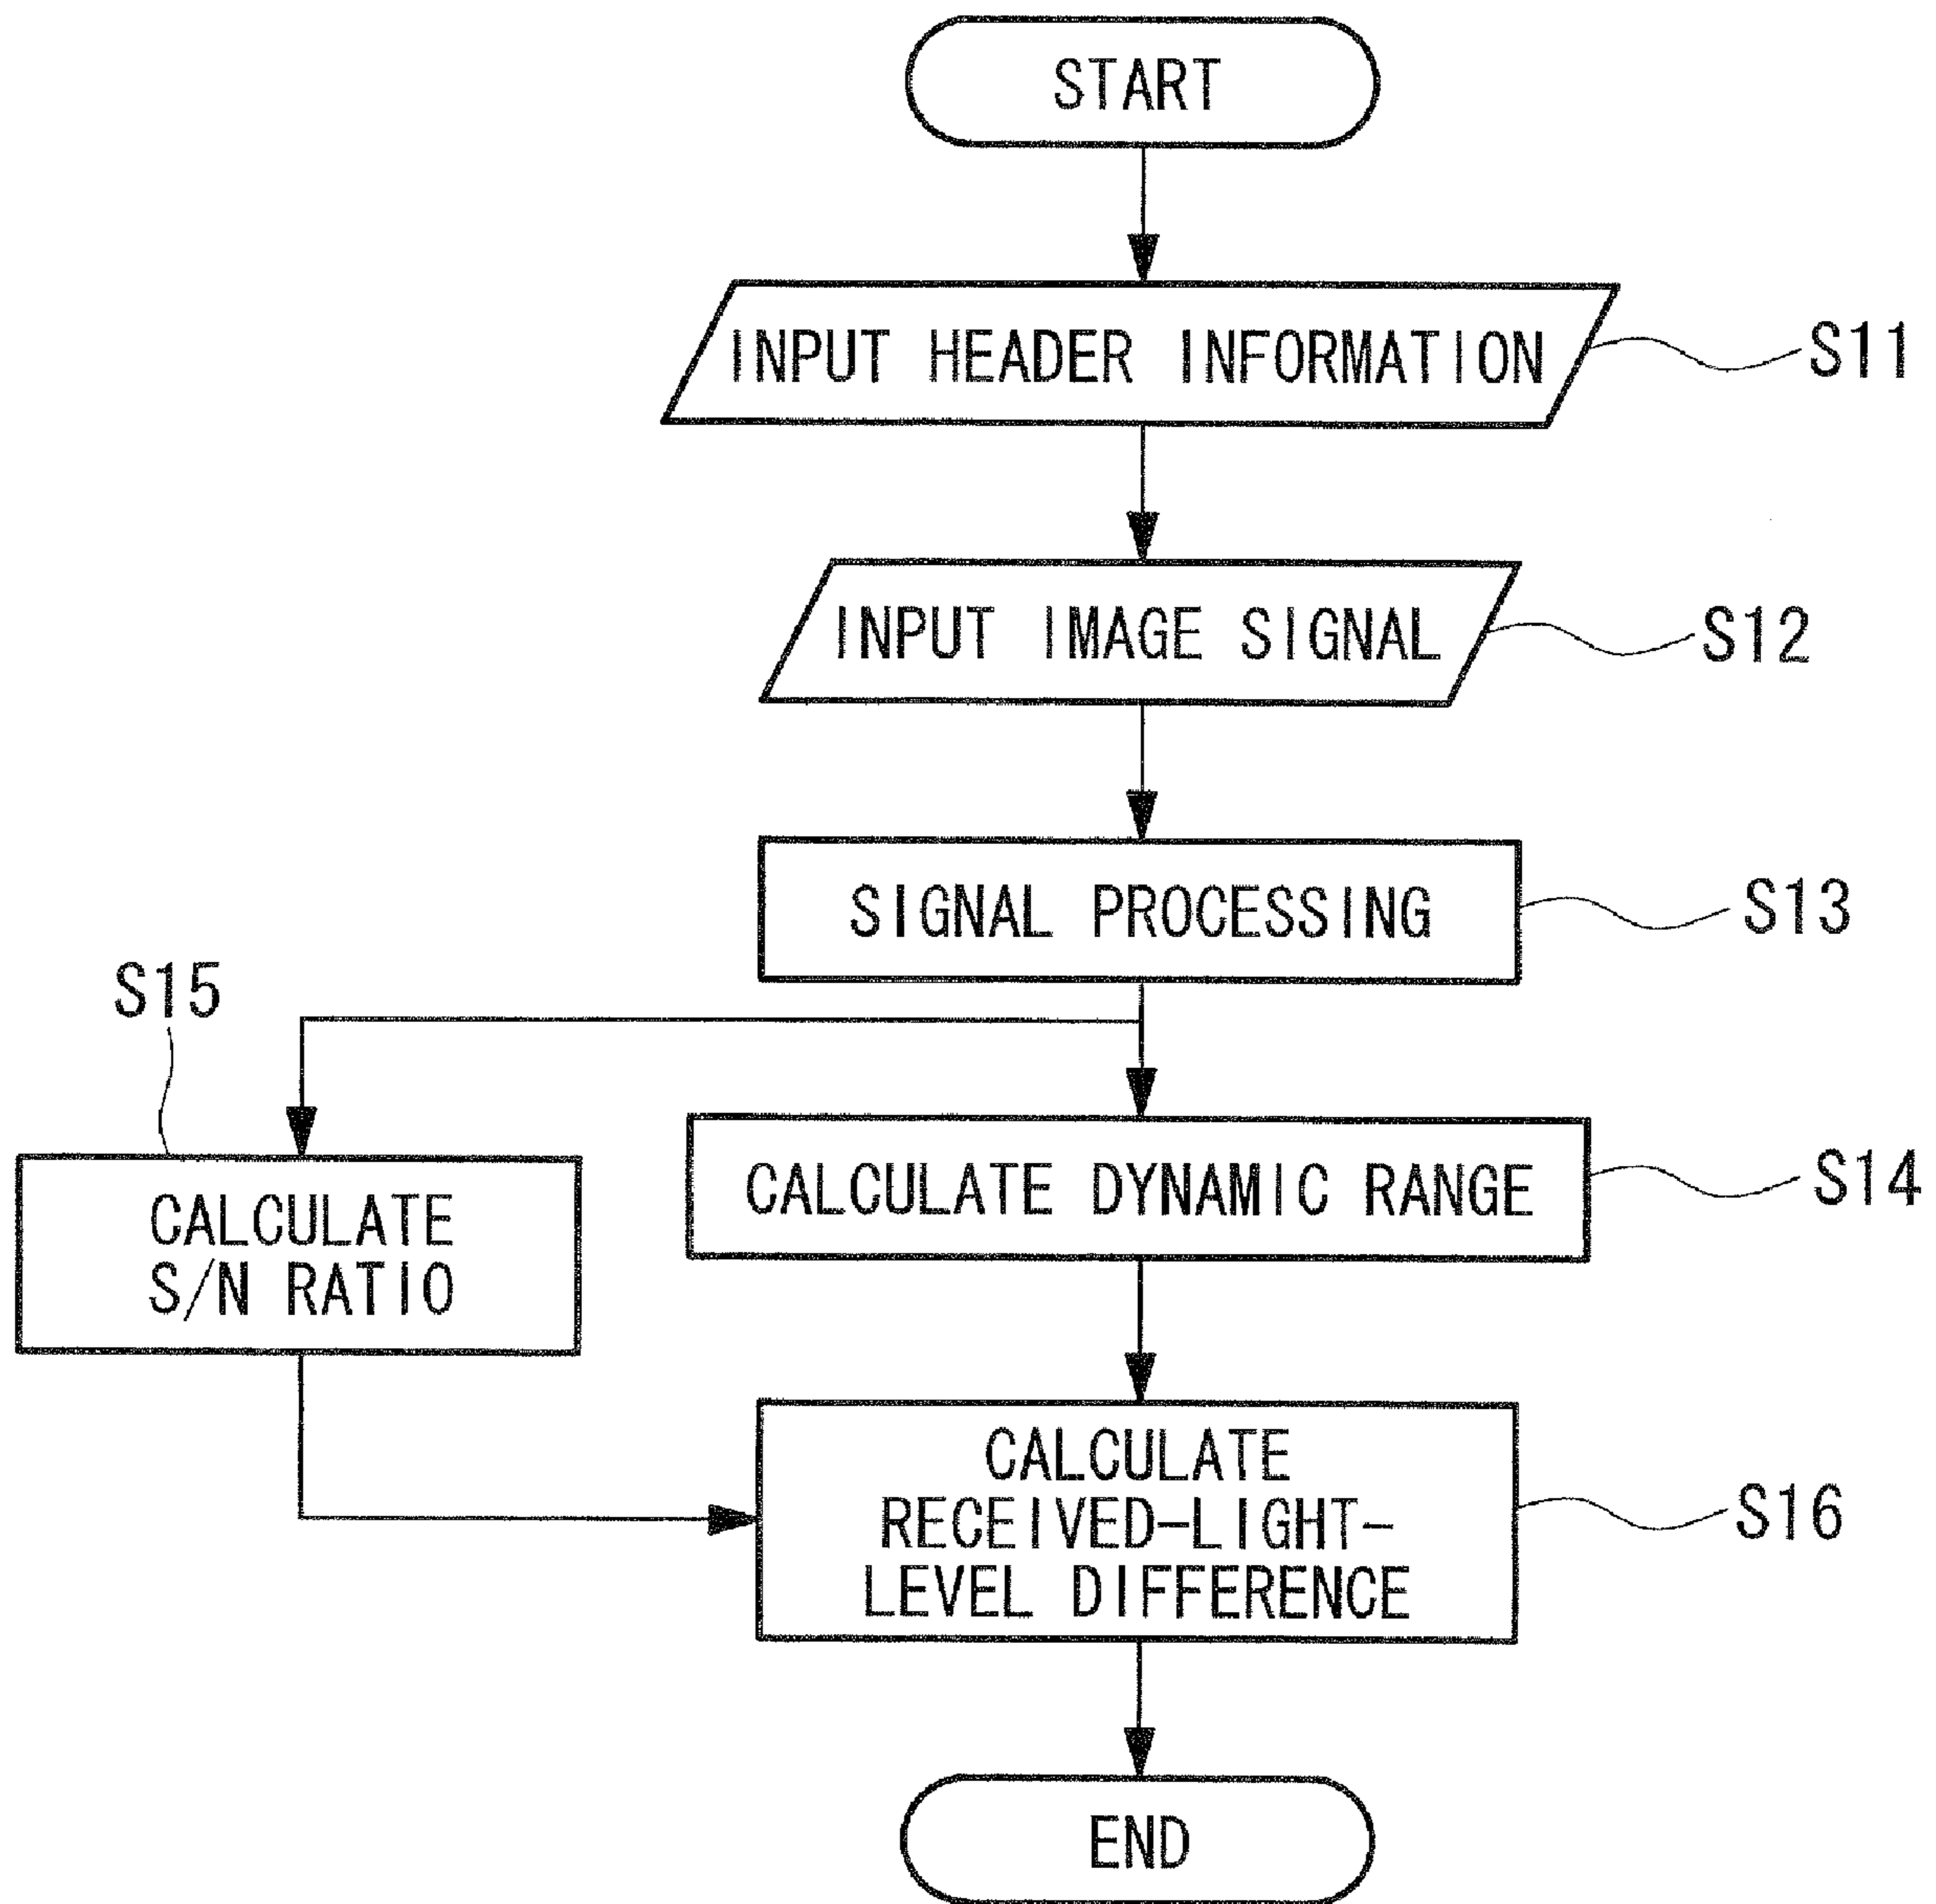 START
INPUT HEADER INFORMATION
S11
INPUT IMAGE SIGNAL
S12
SIGNAL PROCESSING
S13
S15
CALCULATE
S/N RATIO
CALCULATE DYNAMIC RANGE
S14
CALCULATE
RECEIVED-LIGHT-
LEVEL DIFFERENCE
S16
END